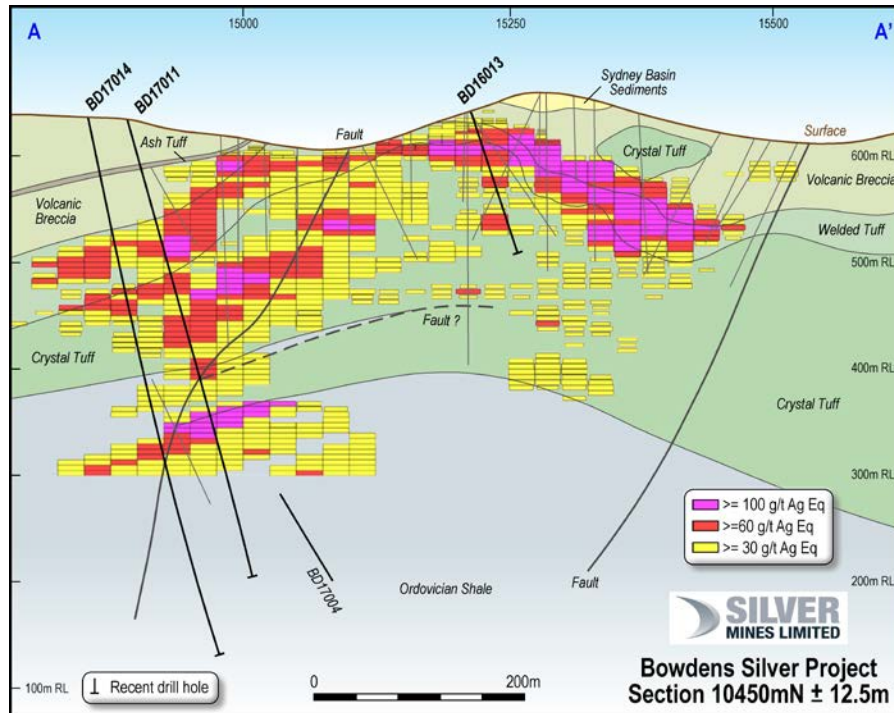 A
15000
15250
15500
A'
BD17014
BD17011
BD16013
Sydney Basin
Sediments
Ash Tuff
Fault
Surface
Crystal Tuff
600m RL
Volcanic Breccia
Volcanic
Breccia
Welded Tuff
500m RL
Fault ?
Crystal Tuff
400m RL
Crystal Tuff
300m RL
>= 100 g/t Ag Eq
>=60 g/t Ag Eq
>= 30 g/t Ag Eq
BD17004
Ordovician Shale
Fault
200m RL
SILVER
MINES LIMITED
Bowdens Silver Project
Section 10450mN ± 12.5m
100m RL
Recent drill hole
0
200m